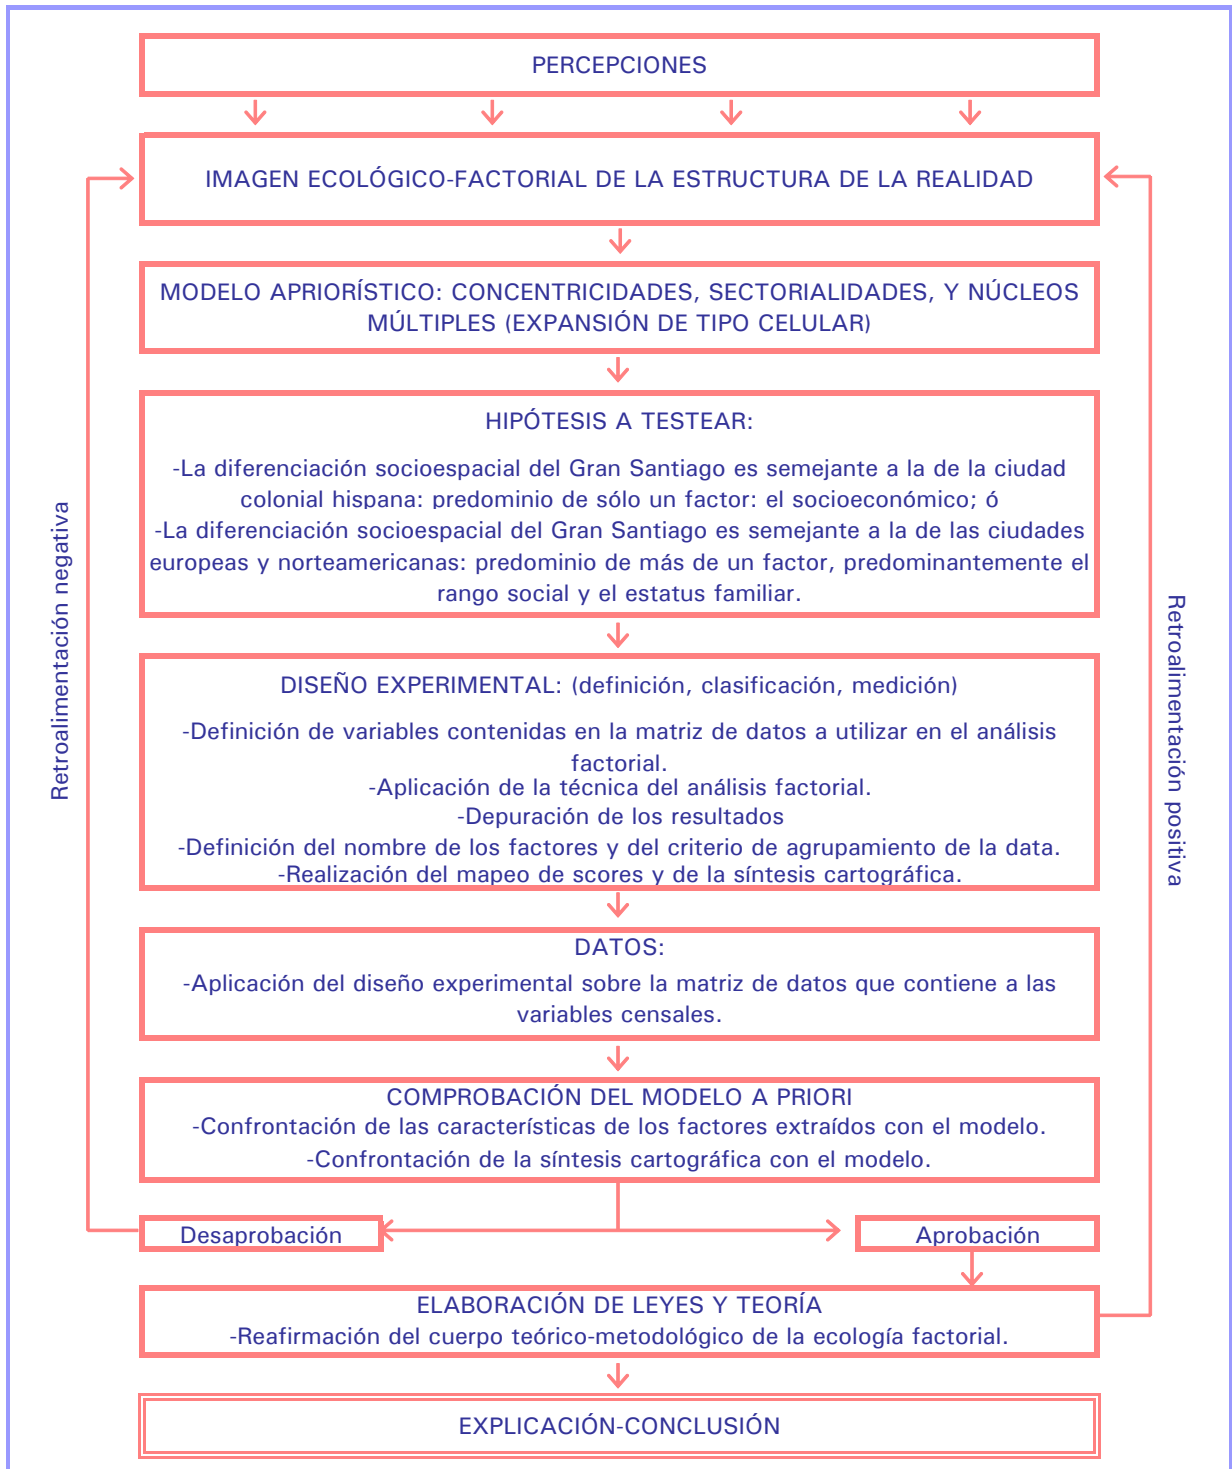 PERCEPCIONES
IMAGEN ECOLÓGICO-FACTORIAL DE LA ESTRUCTURA DE LA REALIDAD
MODELO APRIORÍSTICO: CONCENTRICIDADES, SECTORIALIDADES, Y NÚCLEOS
MÚLTIPLES (EXPANSIÓN DE TIPO CELULAR)
HIPÓTESIS A TESTEAR:
-La diferenciación socioespacial del Gran Santiago es semejante a la de la ciudad
colonial hispana: predominio de sólo un factor: el socioeconómico; ó
-La diferenciación socioespacial del Gran Santiago es semejante a la de las ciudades
europeas y norteamericanas: predominio de más de un factor, predominantemente el
rango social y el estatus familiar.
DISEÑO EXPERIMENTAL: (definición, clasificación, medición)
-Definición de variables contenidas en la matriz de datos a utilizar en el análisis
factorial.
-Aplicación de la técnica del análisis factorial.
-Depuración de los resultados
-Definición del nombre de los factores y del criterio de agrupamiento de la data.
-Realización del mapeo de scores y de la síntesis cartográfica.
DATOS:
-Aplicación del diseño experimental sobre la matriz de datos que contiene a las
variables censales.
COMPROBACIÓN DEL MODELO A PRIORI
-Confrontación de las características de los factores extraídos con el modelo.
-Confrontación de la síntesis cartográfica con el modelo.
Desaprobación
Aprobación
ELABORACIÓN DE LEYES Y TEORÍA
-Reafirmación del cuerpo teórico-metodológico de la ecología factorial.
EXPLICACIÓN-CONCLUSIÓN
Retroalimentación negativa
Retroalimentación positiva